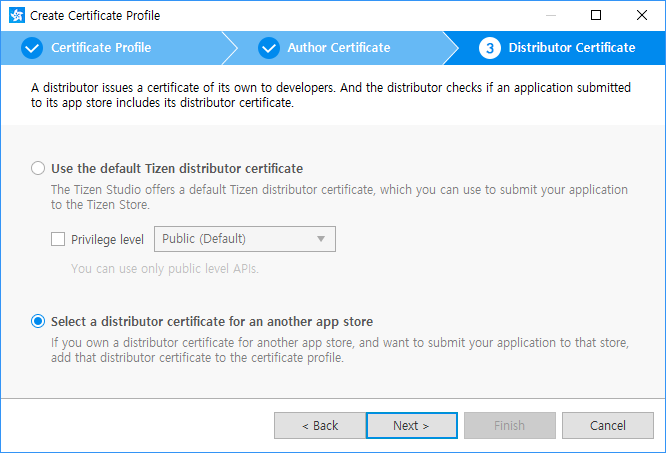 Create Certificate Profile
Certificate Profile
Author Certificate
3 Distributor Certificate
A distributor issues a certificate of its own to developers. And the distributor checks if an application submitted
to its app store includes its distributor certificate.
Use the default Tizen distributor certificate
The Tizen Studio offers a default Tizen distributor certificate, which you can use to submit your application
to the Tizen Store.
Privilege level Public (Default)
You can use only public level APIs.
Select a distributor certificate for an another app store
If you own a distributor certificate for another app store, and want to submit your application to that store,
add that distributor certificate to the certificate profile.
< Back Next > Finish Cancel